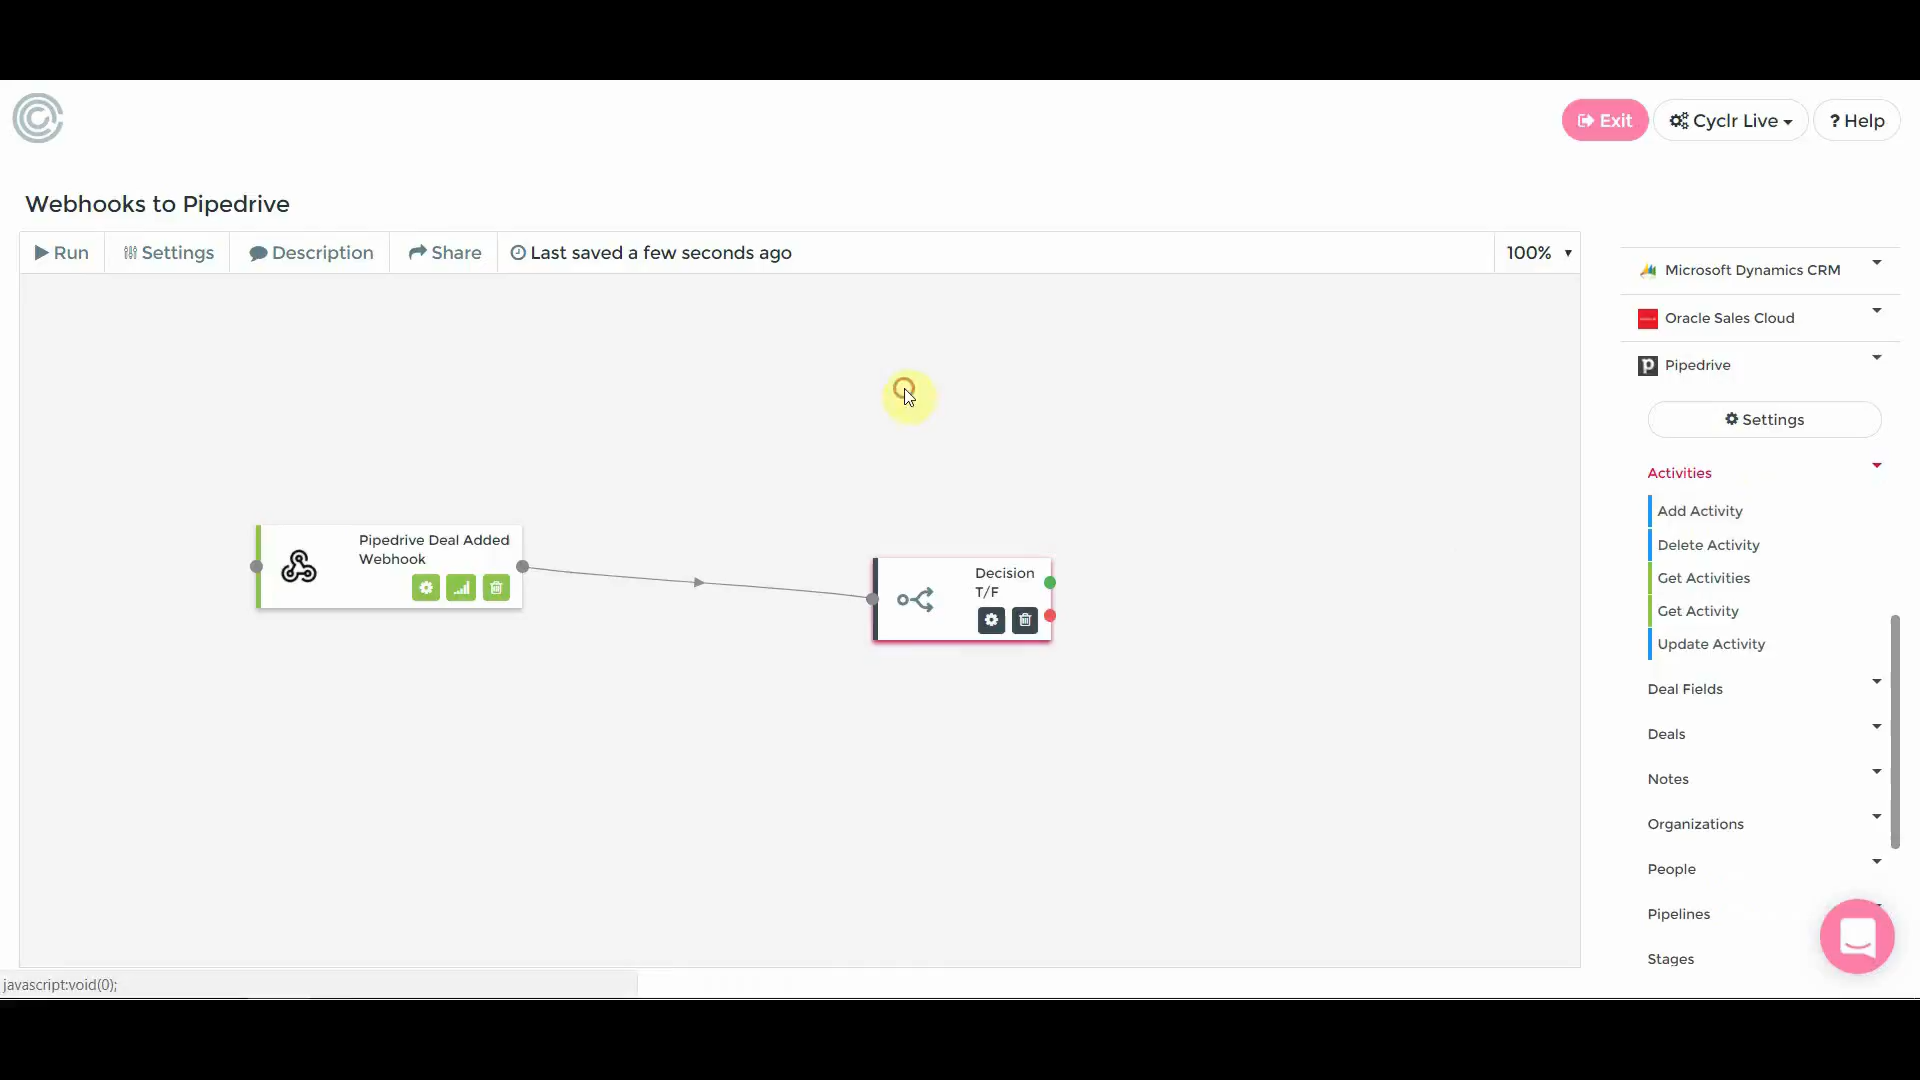 Exit
Cyclr Live
? Help
Webhooks to Pipedrive
Run
Settings
Description
Share
Last saved a few seconds ago
100%
Microsoft Dynamics CRM
Oracle Sales Cloud
Pipedrive
Settings
Activities
Add Activity
Delete Activity
Get Activities
Get Activity
Update Activity
Deal Fields
Deals
Notes
Organizations
People
Pipelines
Stages
Pipedrive Deal Added
Webhook
Decision
T/F
javascript:void(0);